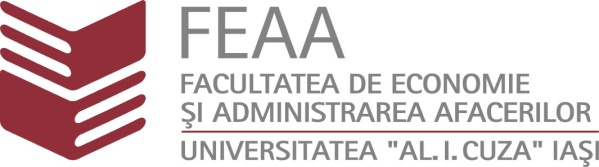 FEAA
FACULTATEA DE ECONOMIE
ŞI ADMINISTRAREA AFACERILOR
UNIVERSITATEA "AL. I. CUZA" IAŞI